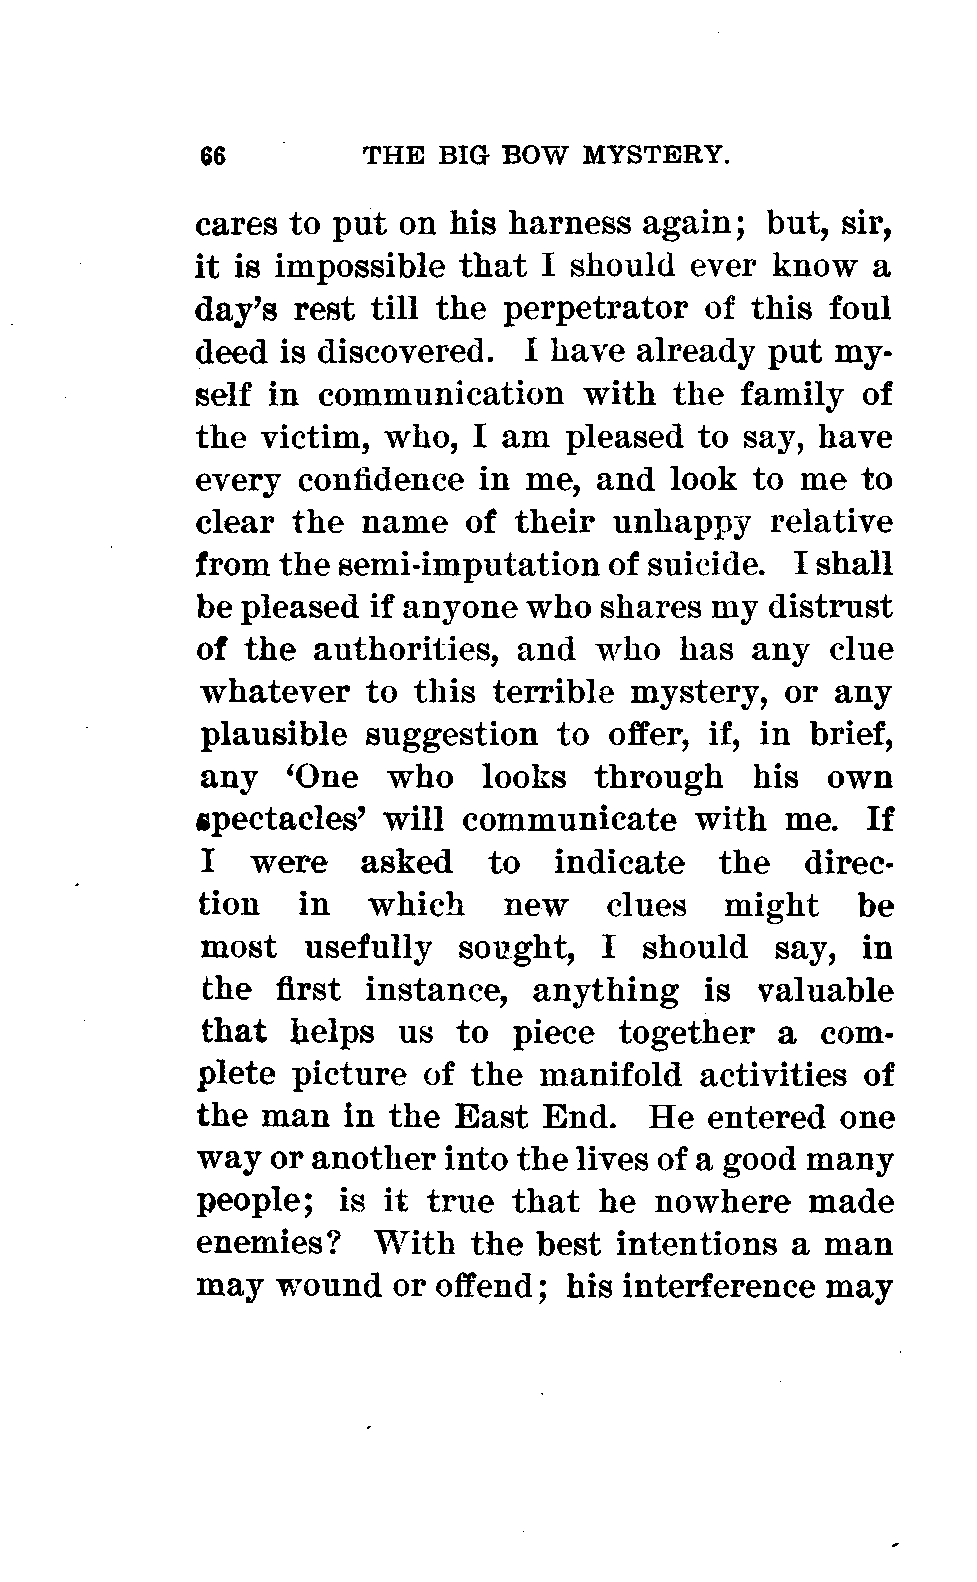 66 THE BIG BOW MYSTERY.
cares to put on his harness again; but, sir,
it is impossible that I should ever know a
day's rest till the perpetrator of this foul
deed is discovered. I have already put my-
self in communication with the family of
the victim, who, I am pleased to say, have
every confidence in me, and look to me to
clear the name of their unhappy relative
from the semi-imputation of suicide. I shall
be pleased if anyone who shares my distrust
of the authorities, and who has any clue
whatever to this terrible mystery, or any
plausible suggestion to offer, if, in brief,
any 'One who looks through his own
spectacles' will communicate with me. If
I were asked to indicate the direc-
tion in which new clues might be
most usefully sought, I should say, in
the first instance, anything is valuable
that helps us to piece together a com-
plete picture of the manifold activities of
the man in the East End. He entered one
way or another into the lives of a good many
people; is it true that he nowhere made
enemies? With the best intentions a man
may wound or offend; his interference may